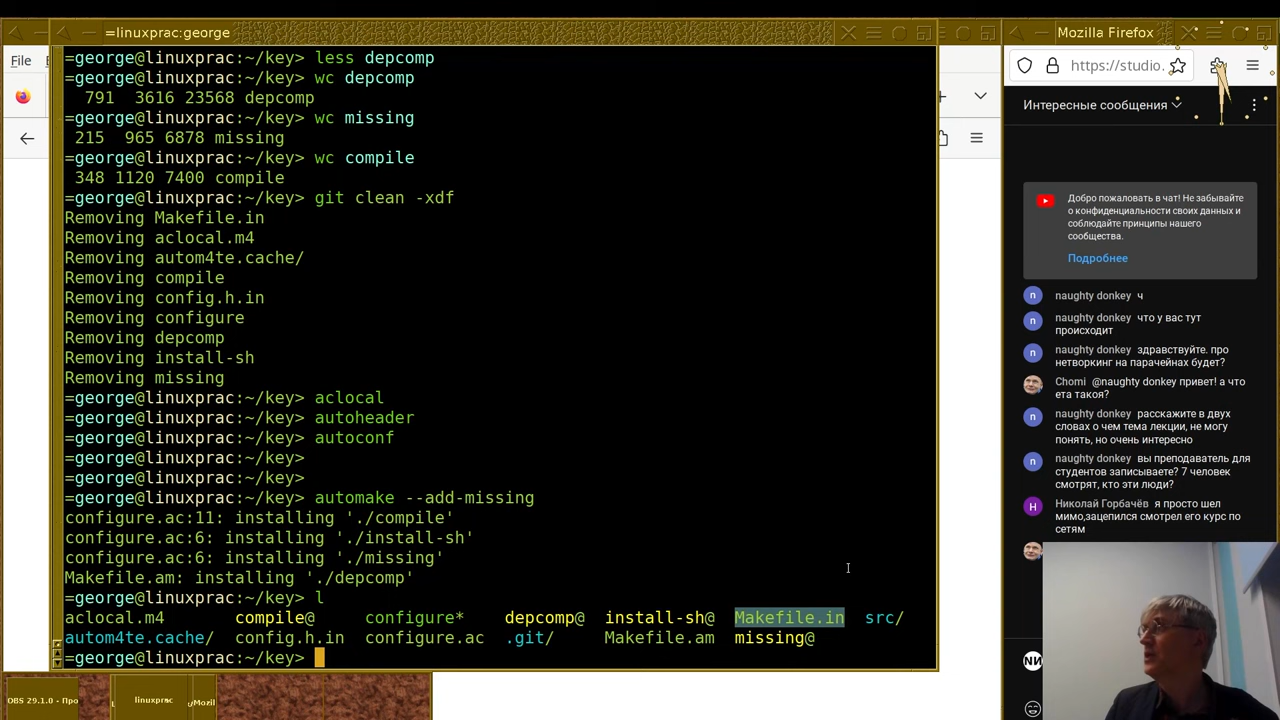 =linuxprac:george
Mozilla Firefox
File
https://studio.
Интересные сообщения
=george@linuxprac:~/key> less depcomp
=george@linuxprac:~/key> wc depcomp
791 3616 23568 depcomp
=george@linuxprac:~/key> wc missing
215 965 6878 missing
=george@linuxprac:~/key> wc compile
348 1120 7400 compile
=george@linuxprac:~/key> git clean -xdf
Removing Makefile.in
Removing aclocal.m4
Removing autom4te.cache/
Removing compile
Removing config.h.in
Removing configure
Removing depcomp
Removing install-sh
Removing missing
=george@linuxprac:~/key> aclocal
=george@linuxprac:~/key> autoheader
=george@linuxprac:~/key> autoconf
=george@linuxprac:~/key>
=george@linuxprac:~/key>
=george@linuxprac:~/key> automake --add-missing
configure.ac:11: installing './compile'
configure.ac:6: installing './install-sh'
configure.ac:6: installing './missing'
Makefile.am: installing './depcomp'
=george@linuxprac:~/key> l
aclocal.m4 compile@ configure* depcomp@ install-sh@ Makefile.in src/
autom4te.cache/ config.h.in configure.ac .git/ Makefile.am missing@
=george@linuxprac:~/key>
Добро пожаловать в чат! Не забывайте
о конфиденциальности своих данных и
соблюдайте принципы нашего
сообщества.
Подробнее
naughty donkey ч
naughty donkey что у вас тут
происходит
naughty donkey здравствуйте. про
нетворкинг на парачейнах будет?
Chomi @naughty donkey привет! а что
ета такоя?
naughty donkey расскажите в двух
словах о чем тема лекции, не могу
понять, но очень интересно
naughty donkey вы преподаватель для
студентов записываете? 7 человек
смотрят, кто эти люди?
Николай Горбачёв я просто шел
мимо,зацепился смотрел его курс по
сетям
OBS 29.1.0 - Про
linuxprac